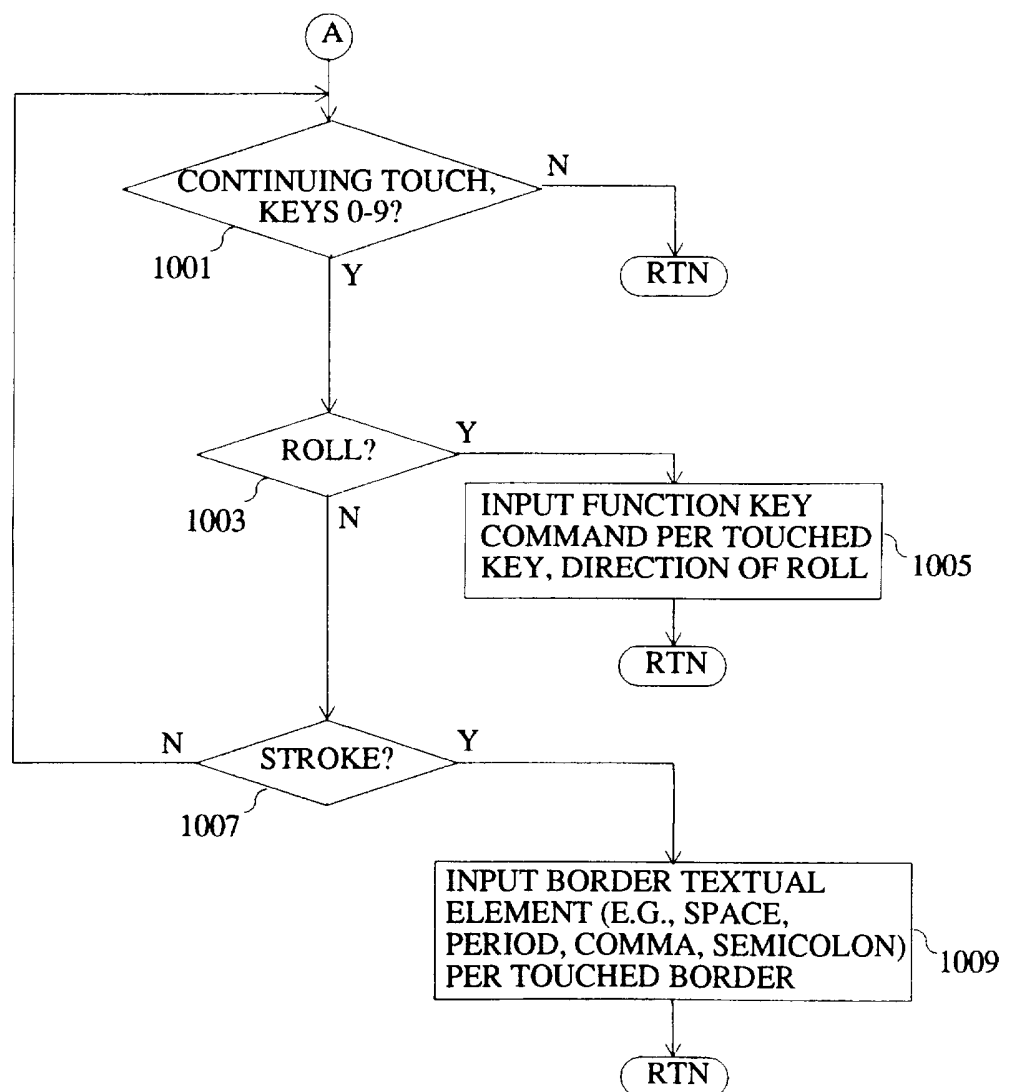 A
CONTINUING TOUCH,
KEYS 0-9?
N
1001
Y
RTN
ROLL?
Y
1003
N
INPUT FUNCTION KEY
COMMAND PER TOUCHED
KEY, DIRECTION OF ROLL
1005
RTN
N
STROKE?
Y
1007
INPUT BORDER TEXTUAL
ELEMENT (E.G., SPACE,
PERIOD, COMMA, SEMICOLON)
PER TOUCHED BORDER
1009
RTN